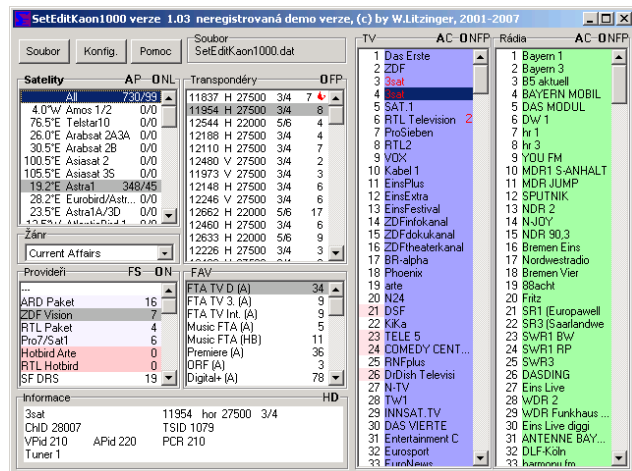 SetEditKaon1000 verze 1.03 neregistrovaná demo verze, (c) by W.Litzinger, 2001-2007
Soubor
Konfig.
Pomoc
Soubor
SetEditKaon1000.dat
Satelity AP ONL
All 730/99
4.0°W Amos 1/2 0/0
76.5°E Telstar10 0/0
26.0°E Arabsat 2A3A 0/0
30.5°E Arabsat 2B 0/0
100.5°E Asiasat 2 0/0
105.5°E Asiasat 3S 0/0
19.2°E Astra1 348/45
28.2°E Eurobird/Astr... 0/0
23.5°E Astra1A/3D 0/0
Transpondéry OFP
11837 H 27500 3/4 7
11954 H 27500 3/4 8
12544 H 22000 5/6 4
12188 H 27500 3/4 4
12110 H 27500 3/4 7
12480 V 27500 3/4 2
11973 V 27500 3/4 3
12148 H 27500 3/4 6
12246 V 27500 3/4 6
12662 H 22000 5/6 17
12460 H 27500 3/4 6
12633 H 22000 5/6 9
12226 H 27500 3/4 3
Žánr
Current Affairs
Provideři FS ON
---
ARD Paket 16
ZDF Vision 7
RTL Paket 4
Pro7/Sat1 6
Hotbird Arte 0
RTL Hotbird 0
SF DRS 19
FAV
FTA TV D (A) 34
FTA TV 3. (A) 9
FTA TV Int. (A) 9
Music FTA (A) 5
Music FTA (HB) 11
Premiere (A) 36
ORF (A) 3
Digital+ (A) 78
Informace HD
3sat 11954 hor 27500 3/4
ChID 28007 TSID 1079
VPid 210 APid 220 PCR 210
Tuner 1
TV AC ONFP
1 Das Erste
2 ZDF
3 3sat
4 3sat
5 SAT.1
6 RTL Television 2
7 ProSieben
8 RTL2
9 VOX
10 Kabel 1
11 EinsPlus
12 EinsExtra
13 EinsFestival
14 ZDFinfokanal
15 ZDFdokukanal
16 ZDFtheaterkanal
17 BR-alpha
18 Phoenix
19 arte
20 N24
21 DSF
22 KiKa
23 TELE 5
24 COMEDY CENT...
25 RNFplus
26 DrDish Televisi
27 N-TV
28 TW1
29 INNSAT.TV
30 DAS VIERTE
31 Entertainment C
32 Eurosport
33 EuroNews
Rádia AC ONFP
1 Bayern 1
2 Bayern 3
3 B5 aktuell
4 BAYERN MOBIL
5 DAS MODUL
6 DW 1
7 hr 1
8 hr 3
9 YOU FM
10 MDR1 S-ANHALT
11 MDR JUMP
12 SPUTNIK
13 NDR 2
14 N-JOY
15 NDR 90,3
16 Bremen Eins
17 Nordwestradio
18 Bremen Vier
19 88acht
20 Fritz
21 SR1 (Europawell
22 SR3 (Saarlandwe
23 SWR1 BW
24 SWR1 RP
25 SWR3
26 DASDING
27 Eins Live
28 WDR 2
29 WDR Funkhaus ...
30 Eins Live diggi
31 ANTENNE BAY...
32 DLF-Köln
33 harmony.fm